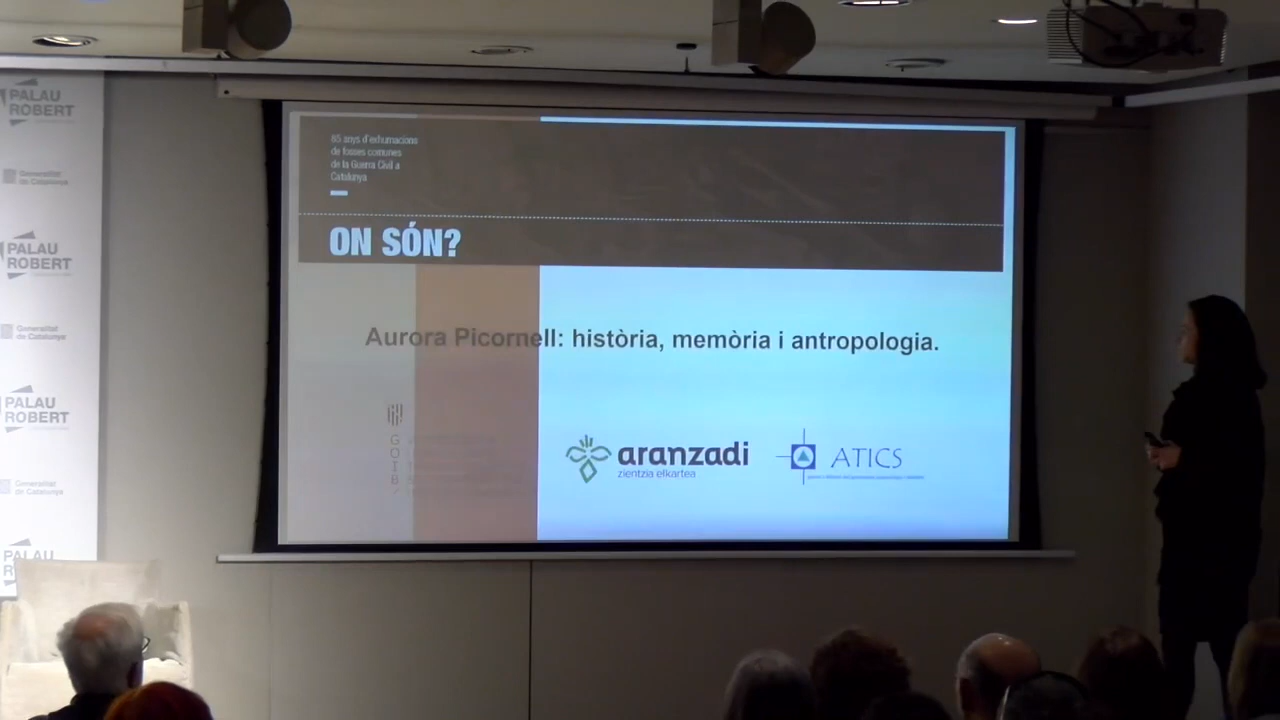 PALAU
ROBERT
Generalitat
de Catalunya
PALAU
ROBERT
Generalitat
de Catalunya
PALAU
ROBERT
Generalitat
de Catalunya
PALAU
R
85 anys d'exhumacions
de fosses comunes
de la Guerra Civil a
Catalunya
ON SÓN?
Aurora Picornell: història, memòria i antropologia.
G
O
I
B
/
aranzadi
zientzia elkartea
ATICS